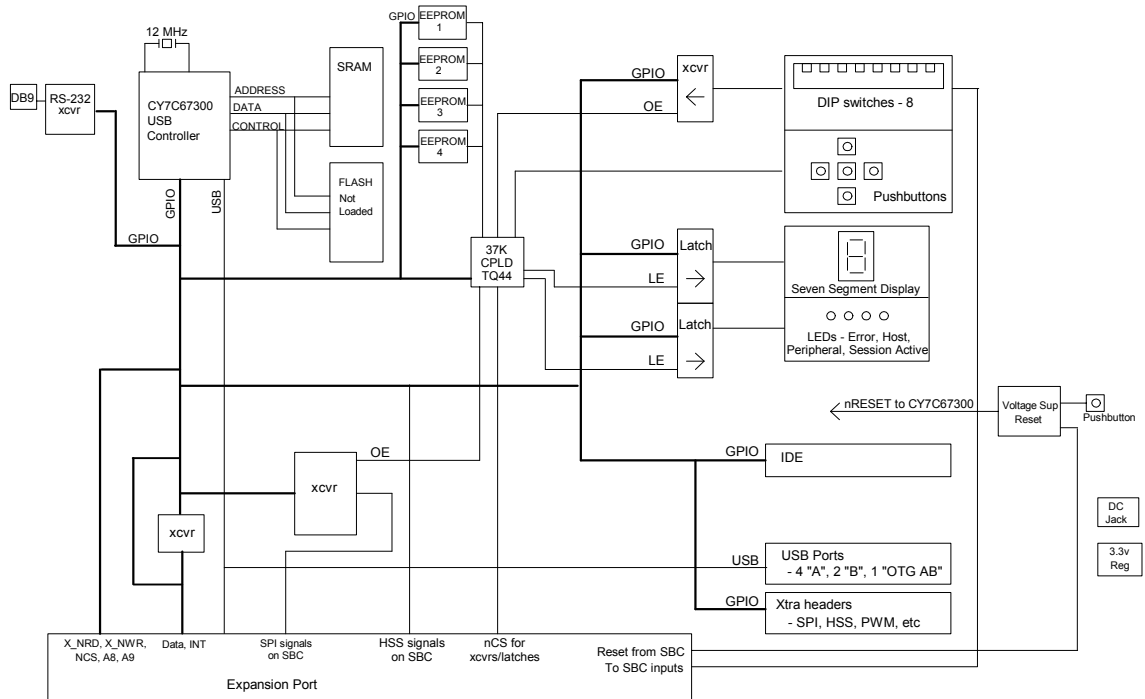 12 MHz
DB9
RS-232
xcvr
CY7C67300
USB
Controller
ADDRESS
DATA
CONTROL
SRAM
FLASH
Not
Loaded
GPIO
USB
GPIO
GPIO
EEPROM
1
EEPROM
2
EEPROM
3
EEPROM
4
37K
CPLD
TQ44
GPIO
OE
xcvr
DIP switches - 8
Pushbuttons
GPIO
LE
Latch
Seven Segment Display
GPIO
LE
Latch
LEDs - Error, Host,
Peripheral, Session Active
nRESET to CY7C67300
Voltage Sup
Reset
Pushbutton
GPIO
IDE
OE
xcvr
xcvr
DC
Jack
3.3v
Reg
USB
USB Ports
- 4 "A", 2 "B", 1 "OTG AB"
GPIO
Xtra headers
- SPI, HSS, PWM, etc
X_NRD, X_NWR,
NCS, A8, A9
Data, INT
SPI signals
on SBC
HSS signals
on SBC
nCS for
xcvrs/latches
Reset from SBC
To SBC inputs
Expansion Port